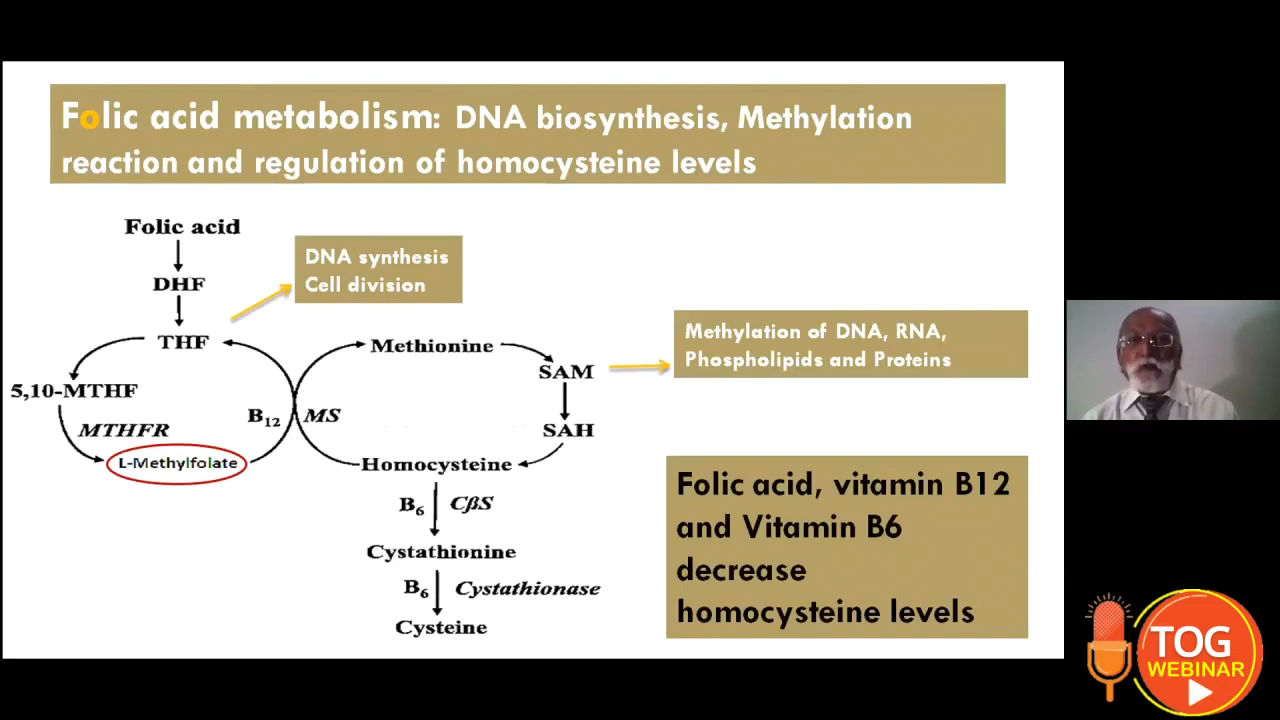 Folic acid metabolism: DNA biosynthesis, Methylation
reaction and regulation of homocysteine levels
Folic acid
DHF
THF
5,10-MTHF
MTHFR
L-Methylfolate
B12
MS
DNA synthesis
Cell division
Methionine
SAM
SAH
Homocysteine
B6
CßS
Cystathionine
B6
Cystathionase
Cysteine
Methylation of DNA, RNA,
Phospholipids and Proteins
Folic acid, vitamin B12
and Vitamin B6
decrease
homocysteine levels
TOG
WEBINAR